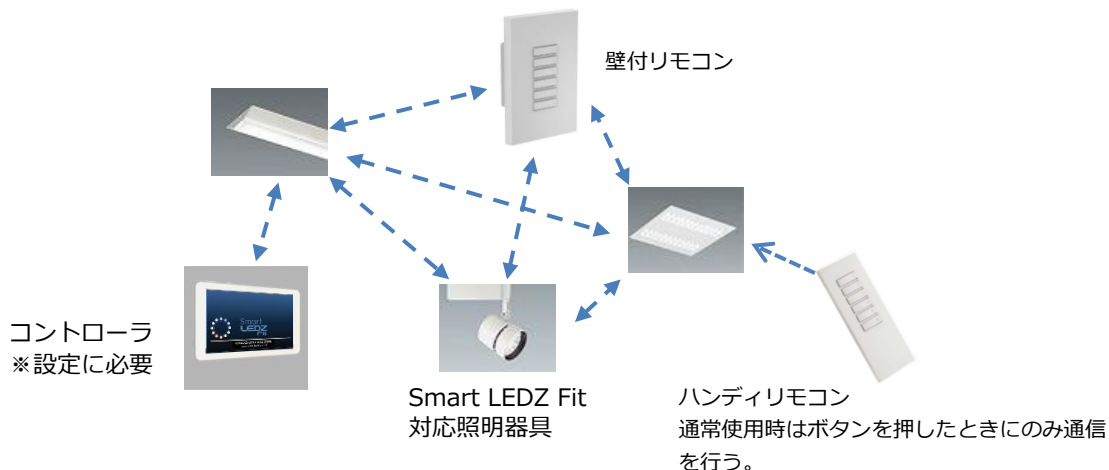 壁付リモコン
コントローラ
※設定に必要
Smart
LEDZ
Fit
Smart LEDZ Fit
対応照明器具
ハンディリモコン
通常使用時はボタンを押したときにのみ通信
を行う。